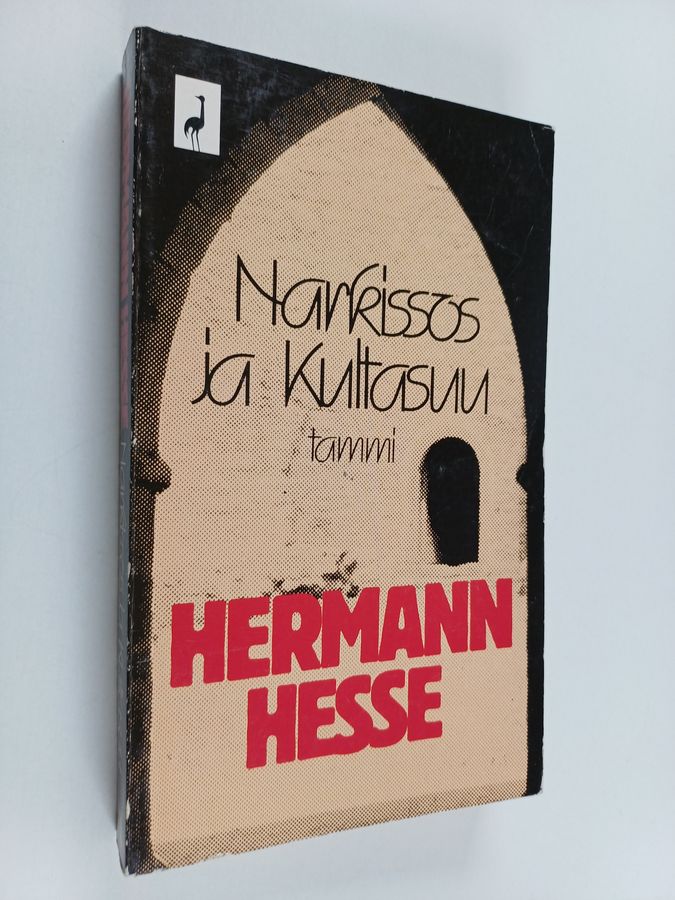 Narkissos
ja Kultasuu
tammi
HERMANN
HESSE